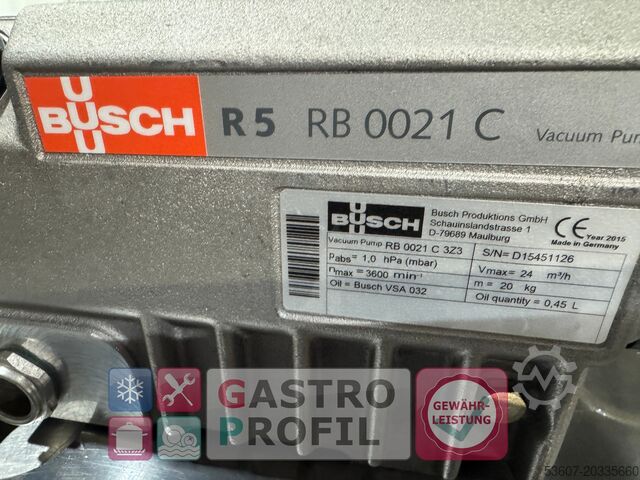 BUSCH R 5 RB 0021 C Vacuum Pum
BUSCH
Busch Produktions GmbH
Schauinslandstrasse 1
D-79689 Maulburg
CE Year 2015
Made in Germany
Vacuum Pump RB 0021 C 3Z3
S/N= D15451126
Pabs = 1,0 hPa (mbar)
Vmax= 24 m³/h
nmax = 3600 min⁻¹
m = 20 kg
Oil = Busch VSA 032
Oil quantity = 0,45 L
GASTRO
PROFIL
GEWÄHR-
LEISTUNG
53607-20335660